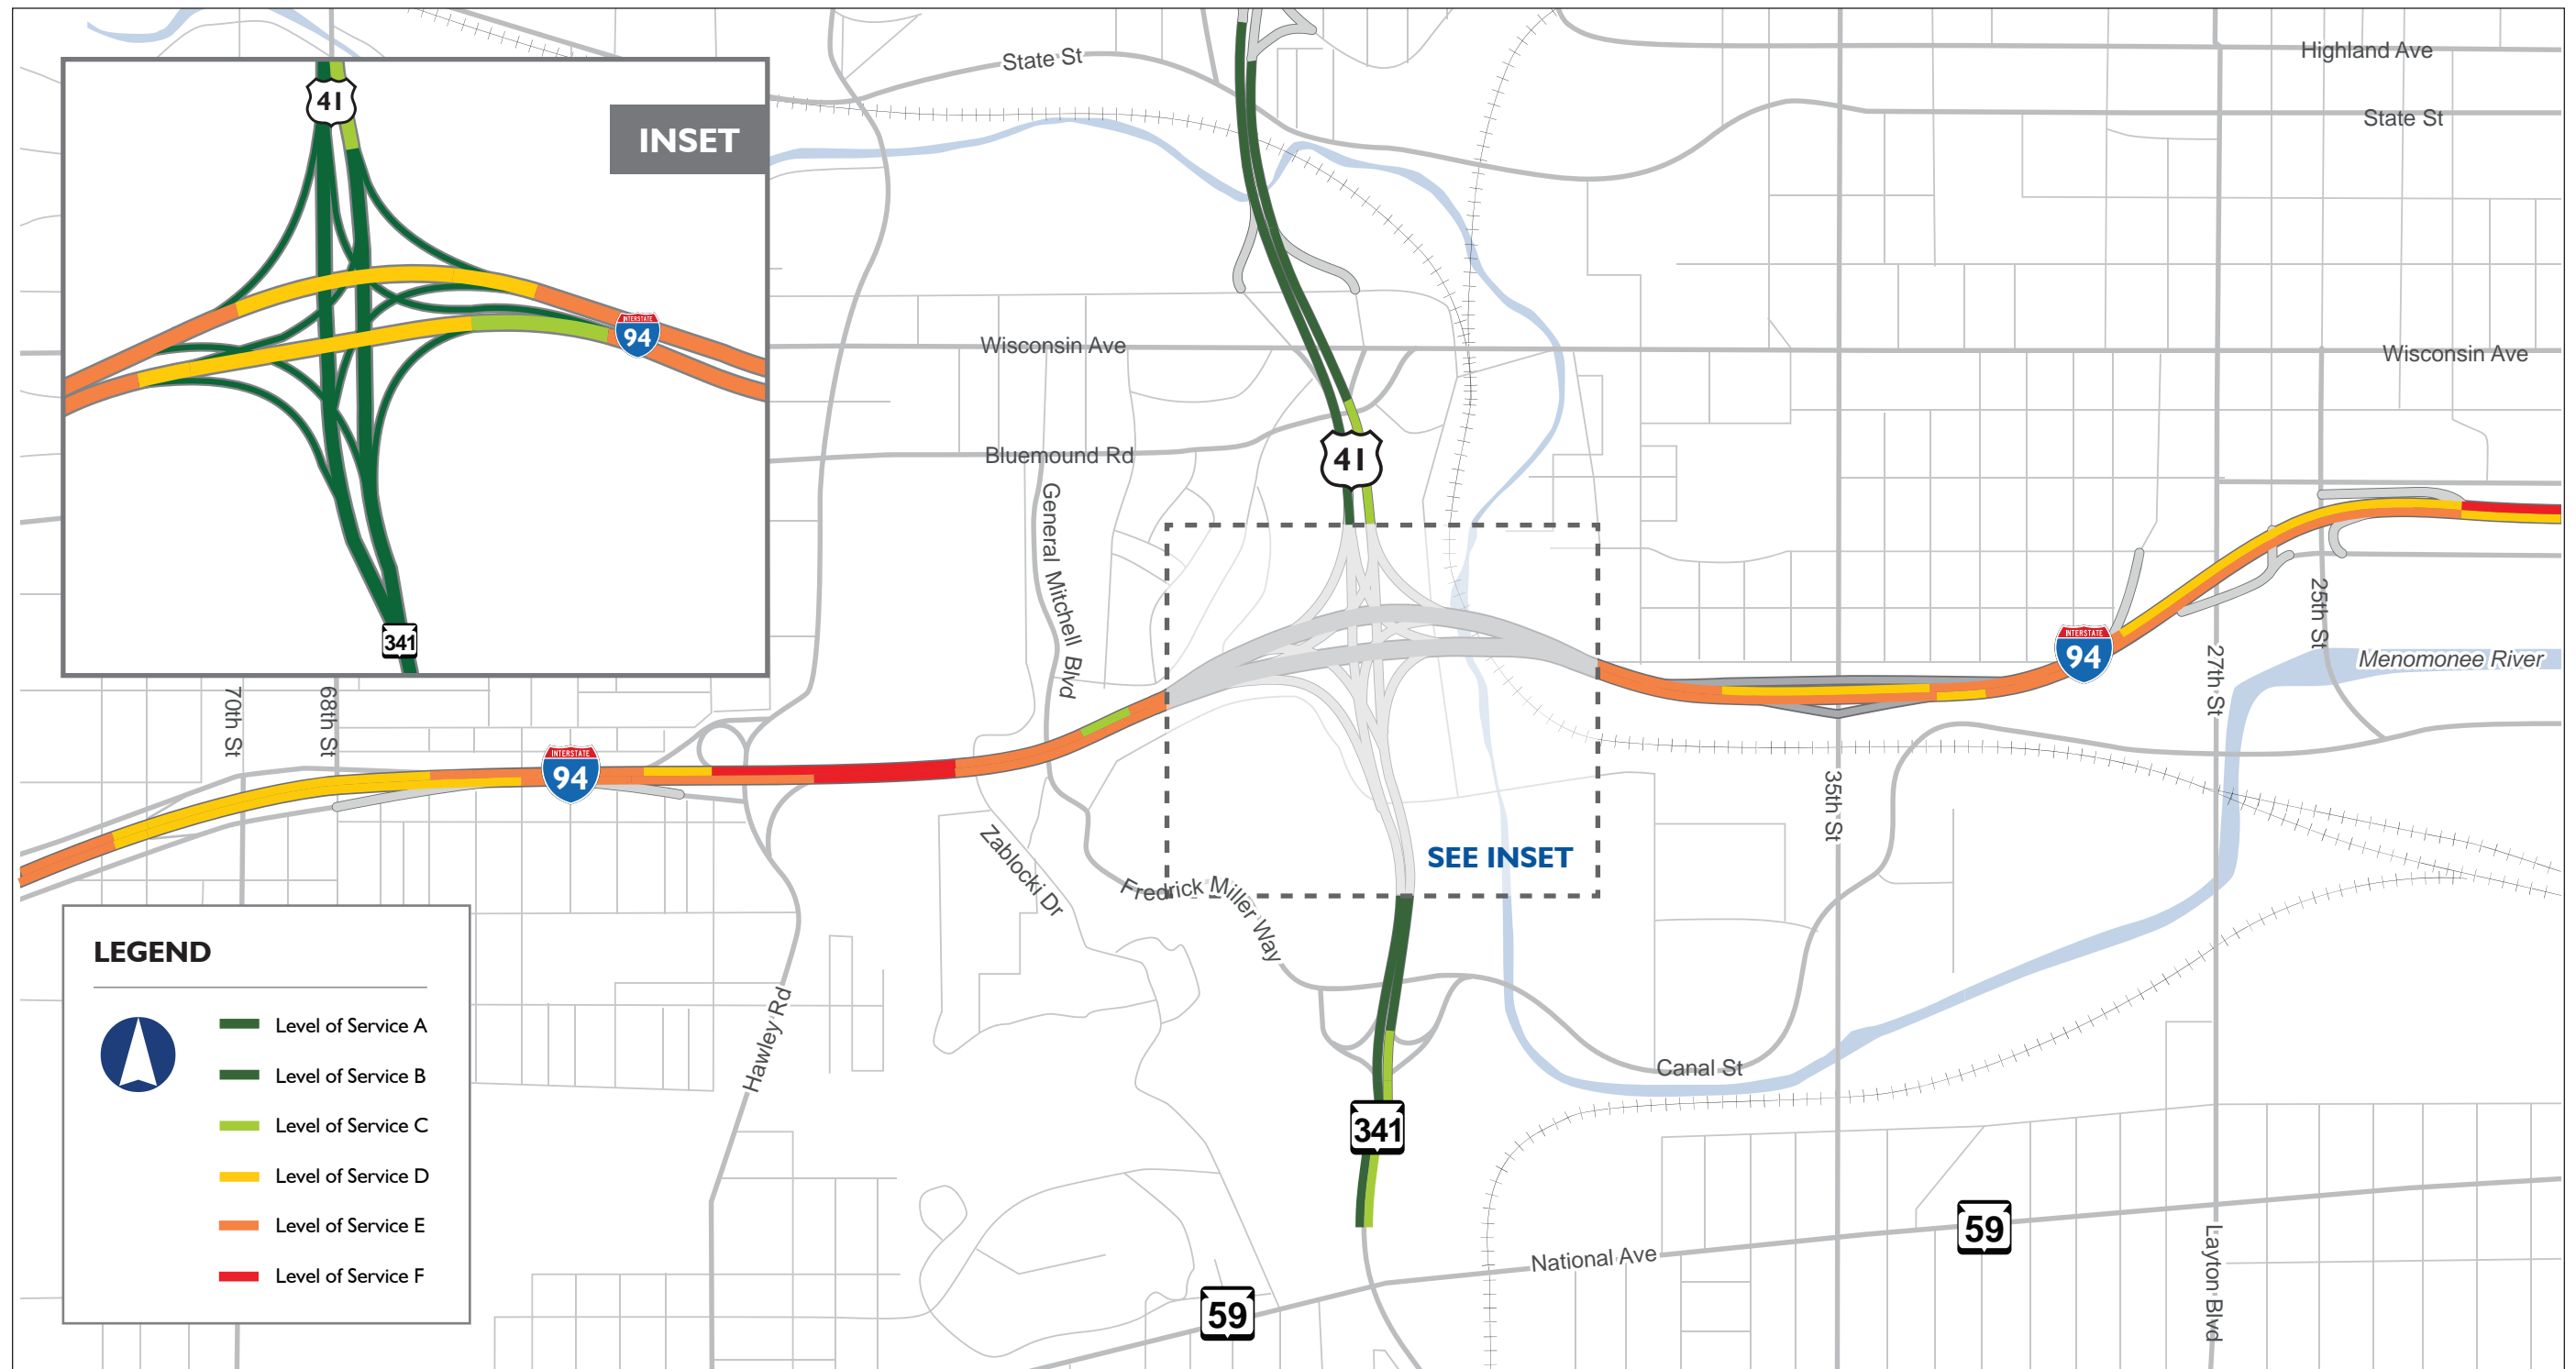 State St
Highland Ave
State St
41
INSET
INTERSTATE
94
341
Wisconsin Ave
Wisconsin Ave
Bluemound Rd
41
General Mitchell Blvd
25th St
INTERSTATE
94
Menomonee River
27th St
70th St
68th St
INTERSTATE
94
35th St
Zablocki Dr
SEE INSET
Fredrick Miller Way
Hawley Rd
Canal St
341
National Ave
59
59
Layton Blvd
LEGEND
Level of Service A
Level of Service B
Level of Service C
Level of Service D
Level of Service E
Level of Service F